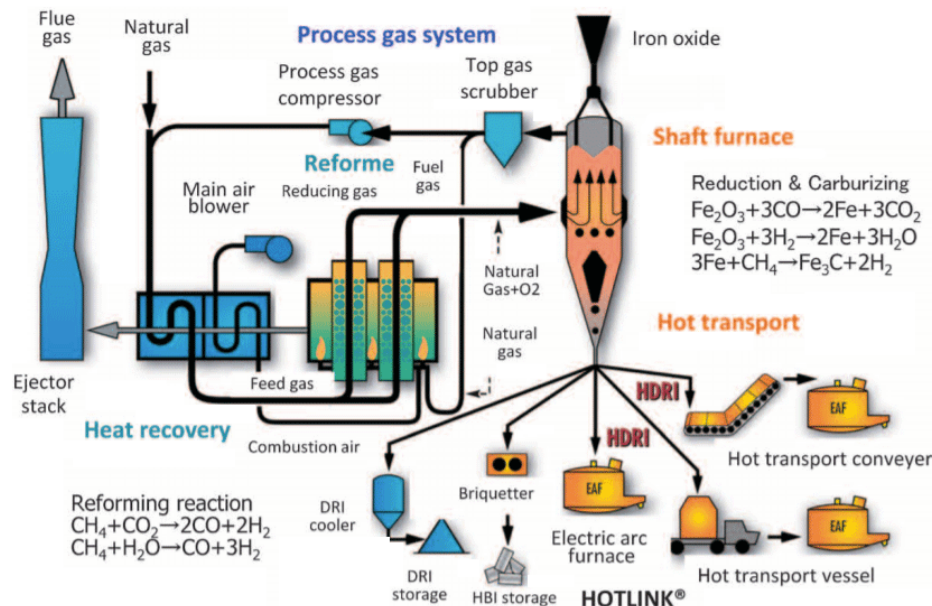 Flue
gas
Natural
gas
Process gas system
Iron oxide
Process gas
compressor
Top gas
scrubber
Shaft furnace
Reforme
Main air
blower
Reducing gas
Fuel
gas
Reduction & Carburizing
Fe₂O₃+3CO→2Fe+3CO₂
Fe₂O₃+3H₂→2Fe+3H₂O
3Fe+CH₄→Fe₃C+2H₂
Natural
Gas+O2
Hot transport
Natural
gas
Ejector
stack
Feed gas
HDRI
EAF
Heat recovery
Combustion air
HDRI
Hot transport conveyer
Reforming reaction
CH₄+CO₂→2CO+2H₂
CH₄+H₂O→CO+3H₂
DRI
cooler
Briquetter
EAF
Electric arc
furnace
EAF
DRI
storage
HBI storage
HOTLINK®
Hot transport vessel